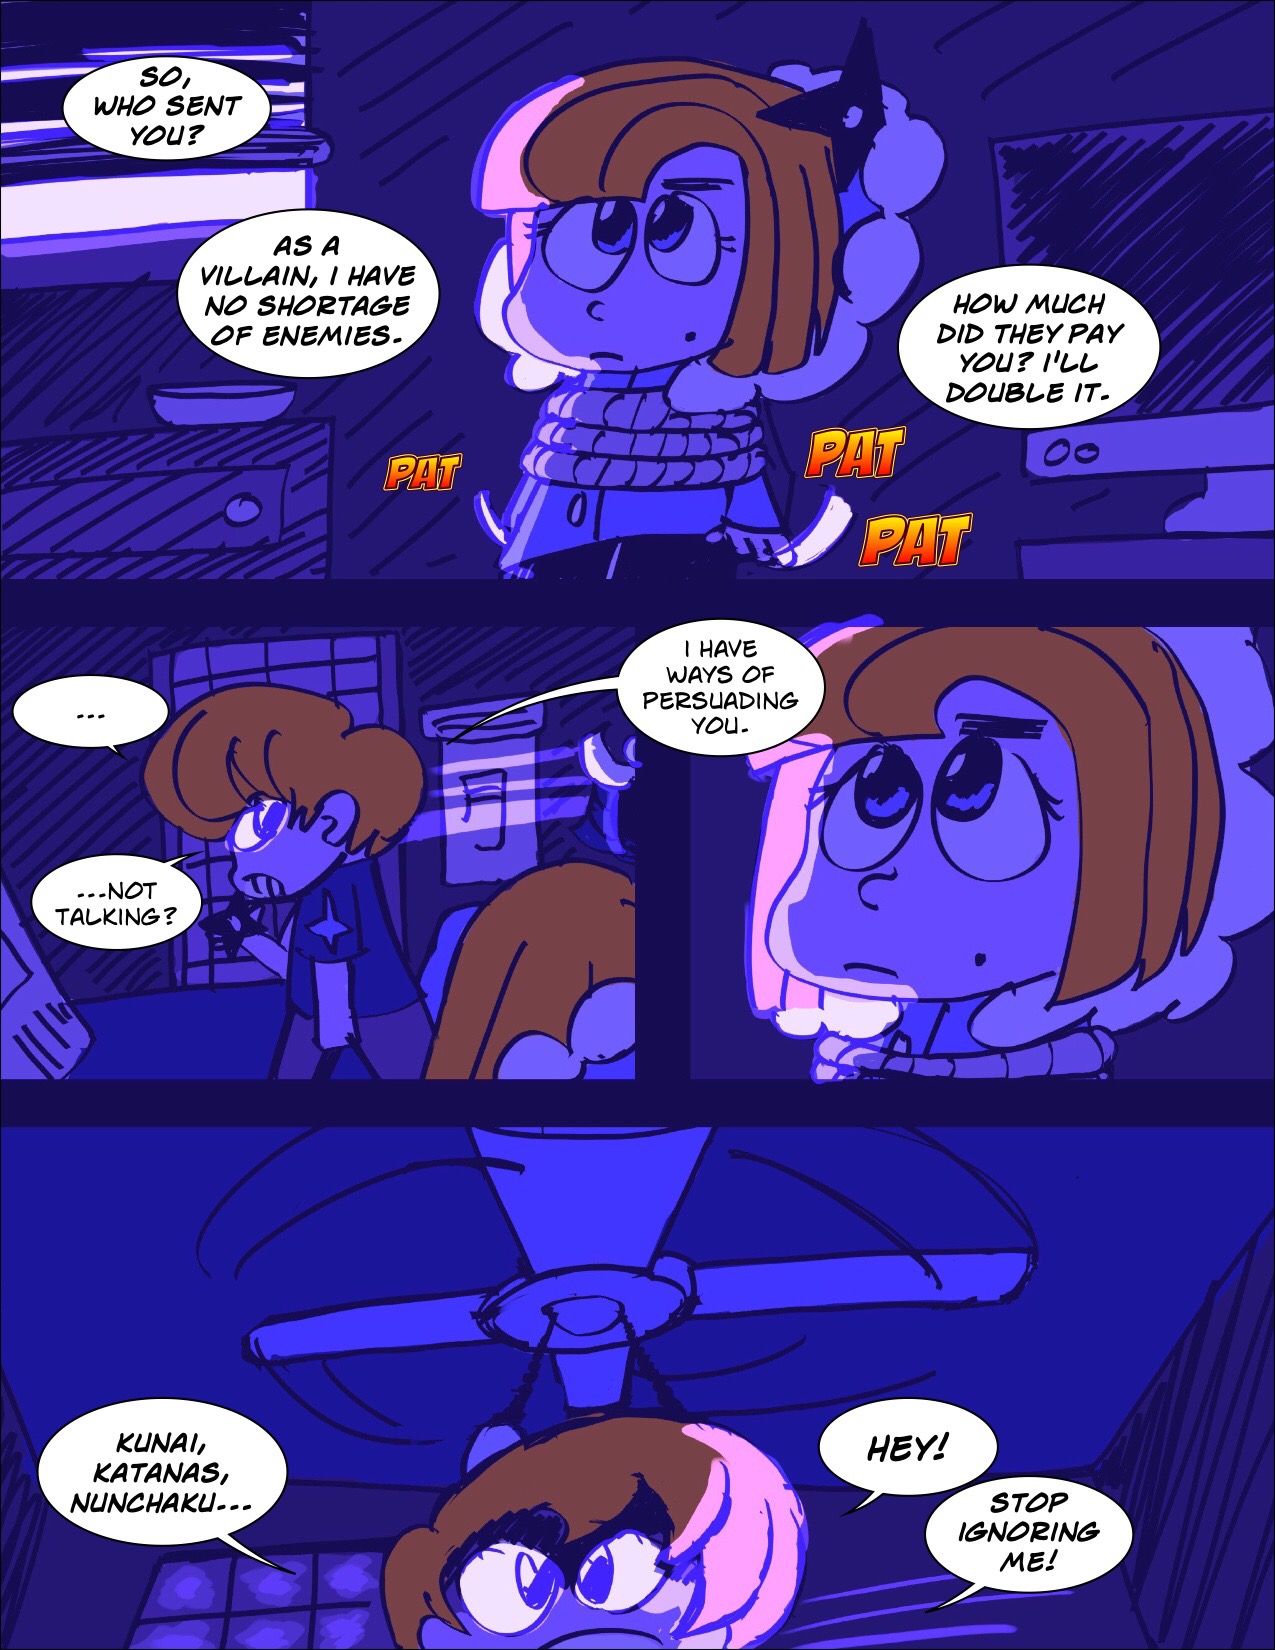 SO,
WHO SENT
YOU?
AS A
VILLAIN, I HAVE
NO SHORTAGE
OF ENEMIES.
HOW MUCH
DID THEY PAY
YOU? I'LL
DOUBLE IT.
PAT
PAT
PAT
...
...NOT
TALKING?
I HAVE
WAYS OF
PERSUADING
YOU.
KUNAI,
KATANAS,
NUNCHAKU...
HEY!
STOP
IGNORING
ME!